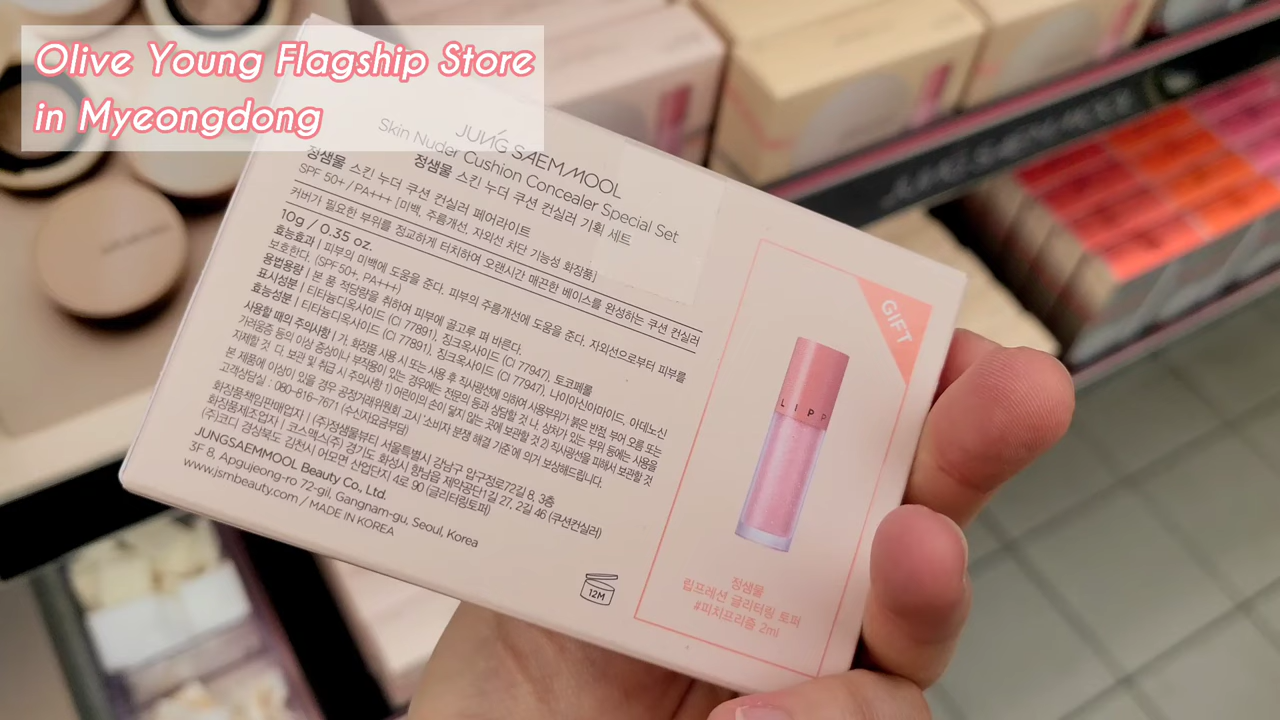 Olive Young Flagship Store
in Myeongdong
JUNG SAEM MOOL
Skin Nuder Cushion Concealer Special Set
정샘물 스킨 누더 쿠션 컨실러 기획 세트
정샘물 스킨 누더 쿠션 컨실러 페어라이트
SPF 50+ / PA+++ [미백, 주름개선, 자외선 차단 기능성 화장품]
커버가 필요한 부위를 정교하게 터치하여 오랜시간 매끈한 베이스를 완성하는 쿠션 컨실러
10g / 0.35 oz.
효능효과 | 피부의 미백에 도움을 준다. 피부의 주름개선에 도움을 준다. 자외선으로부터 피부를
보호한다. (SPF 50+, PA+++)
용법용량 | 본 품 적당량을 취하여 피부에 골고루 펴 바른다.
표시성분 | 티타늄디옥사이드 (CI 77891), 징크옥사이드 (CI 77947), 토코페롤
효능성분 | 티타늄디옥사이드 (CI 77891), 징크옥사이드 (CI 77947), 나이아신아마이드, 아데노신
사용할 때의 주의사항 | 가. 화장품 사용 시 또는 사용 후 직사광선에 의하여 사용부위가 붉은 반점, 부어 오름 또는
가려움증 등의 이상 증상이나 부작용이 있는 경우에는 전문의 등과 상담할 것 나. 상처가 있는 부위 등에는 사용을
자제할 것 다. 보관 및 취급 시 주의사항 1) 어린이의 손이 닿지 않는 곳에 보관할 것 2) 직사광선을 피해서 보관할 것
본 제품에 이상이 있을 경우 공정거래위원회 고시 '소비자 분쟁 해결 기준'에 의거 보상해드립니다.
고객상담실 : 080-816-7671 (수신자요금부담)
화장품책임판매업자 | (주)정샘물뷰티 서울특별시 강남구 압구정로72길 8, 3층
화장품제조업자 | 코스맥스(주) 경기도 화성시 향남읍 제약공단1길 27, 2길 46 (쿠션컨실러)
(주)코디 경상북도 김천시 어모면 산업단지 4로 90 (글리터링토퍼)
JUNGSAEMMOOL Beauty Co., Ltd.
3F 8, Apgujeong-ro 72-gil, Gangnam-gu, Seoul, Korea
www.jsmbeauty.com / MADE IN KOREA
12M
GIFT
LIPP
정샘물
립프레션 글리터링 토퍼
#피치프리즘 2ml